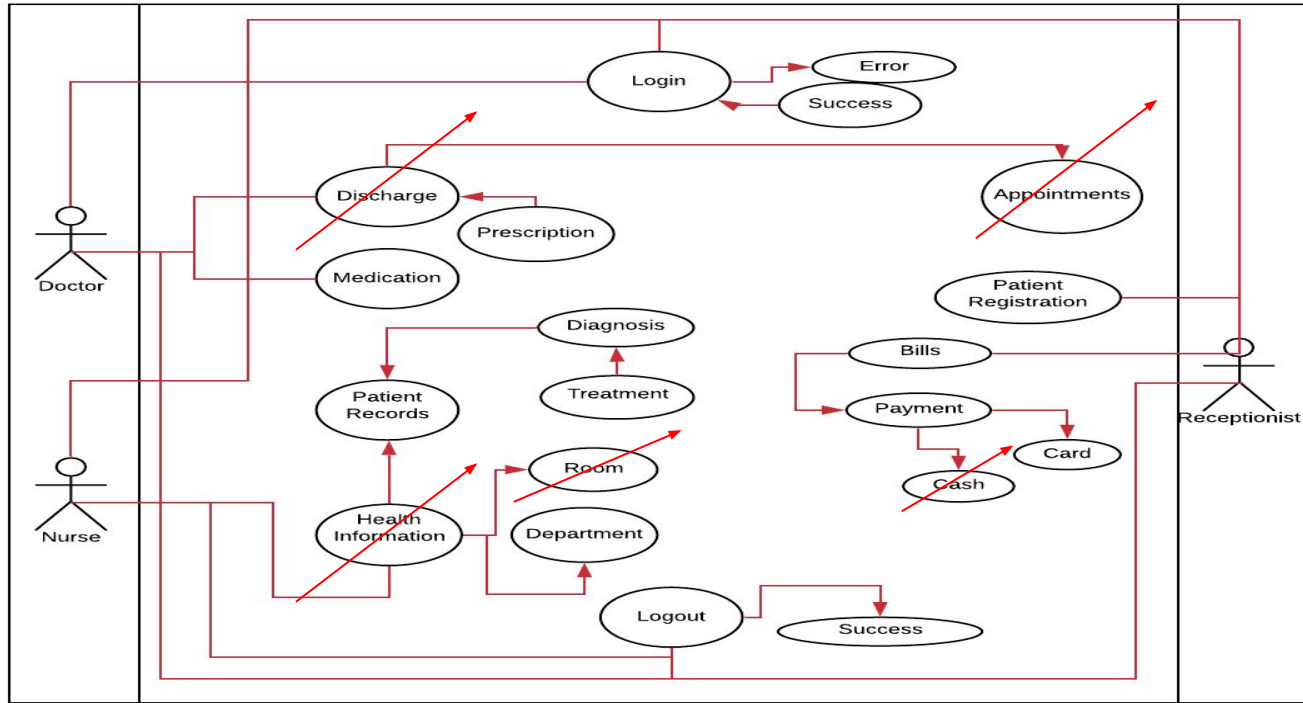 Login
Error
Success
Discharge
Appointments
Prescription
Doctor
Medication
Patient
Registration
Diagnosis
Bills
Patient
Records
Treatment
Payment
Receptionist
Card
Room
Cash
Nurse
Health
Information
Department
Logout
Success